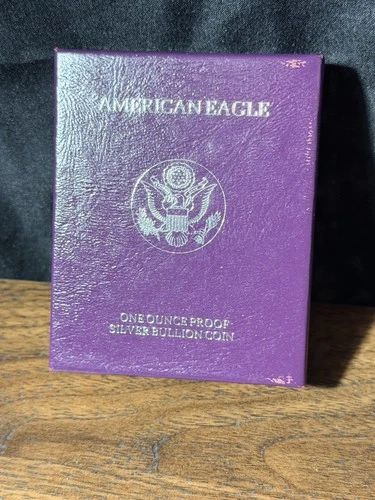 AMERICAN EAGLE
ONE OUNCE PROOF
SILVER BULLION COIN